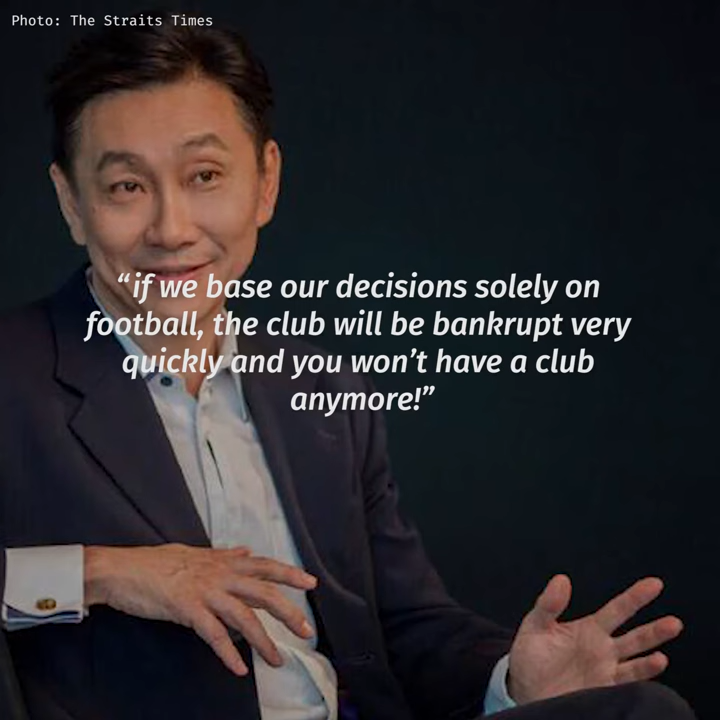 Photo: The Straits Times
“if we base our decisions solely on
football, the club will be bankrupt very
quickly and you won’t have a club
anymore!”